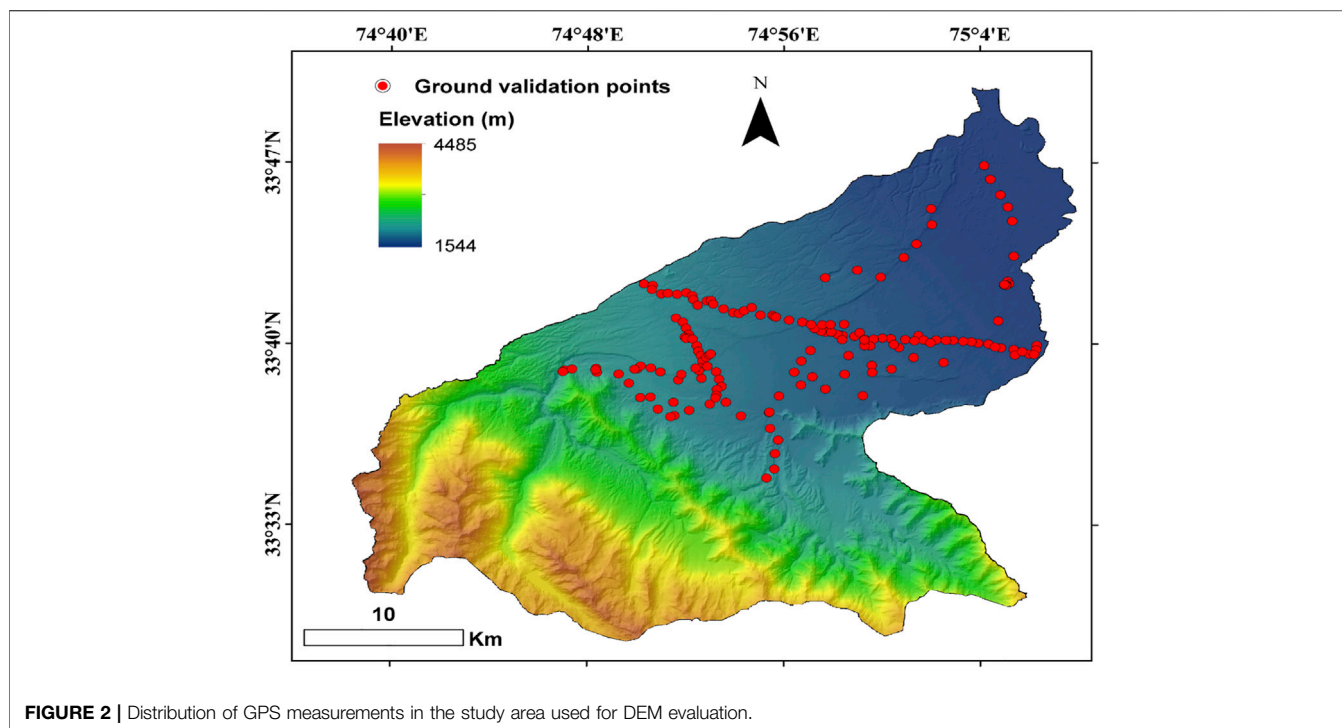 74°40'E 74°48'E 74°56'E 75°4'E
Ground validation points
N
Elevation (m)
4485
1544
33°47'N
33°40'N
33°33'N
10
Km
FIGURE 2 | Distribution of GPS measurements in the study area used for DEM evaluation.